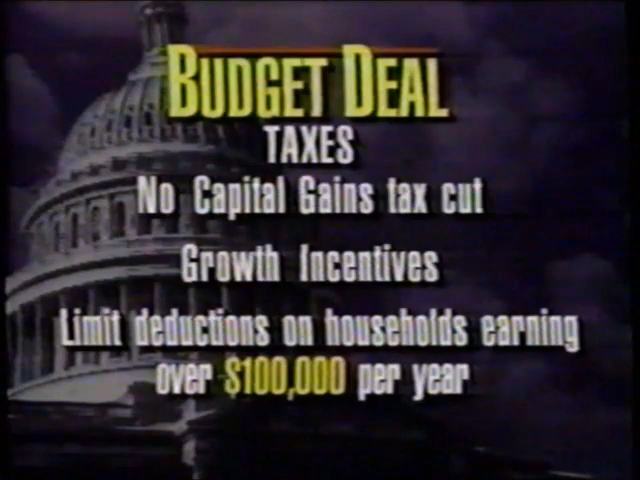 BUDGET DEAL
TAXES
No Capital Gains tax cut
Growth Incentives
Limit deductions on households earning
over $100,000 per year